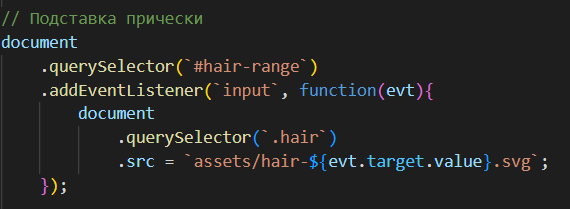 // Подставка прически
document
    .querySelector(`#hair-range`)
    .addEventListener(`input`, function(evt){
        document
            .querySelector(`.hair`)
            .src = `assets/hair-${evt.target.value}.svg`;
    });